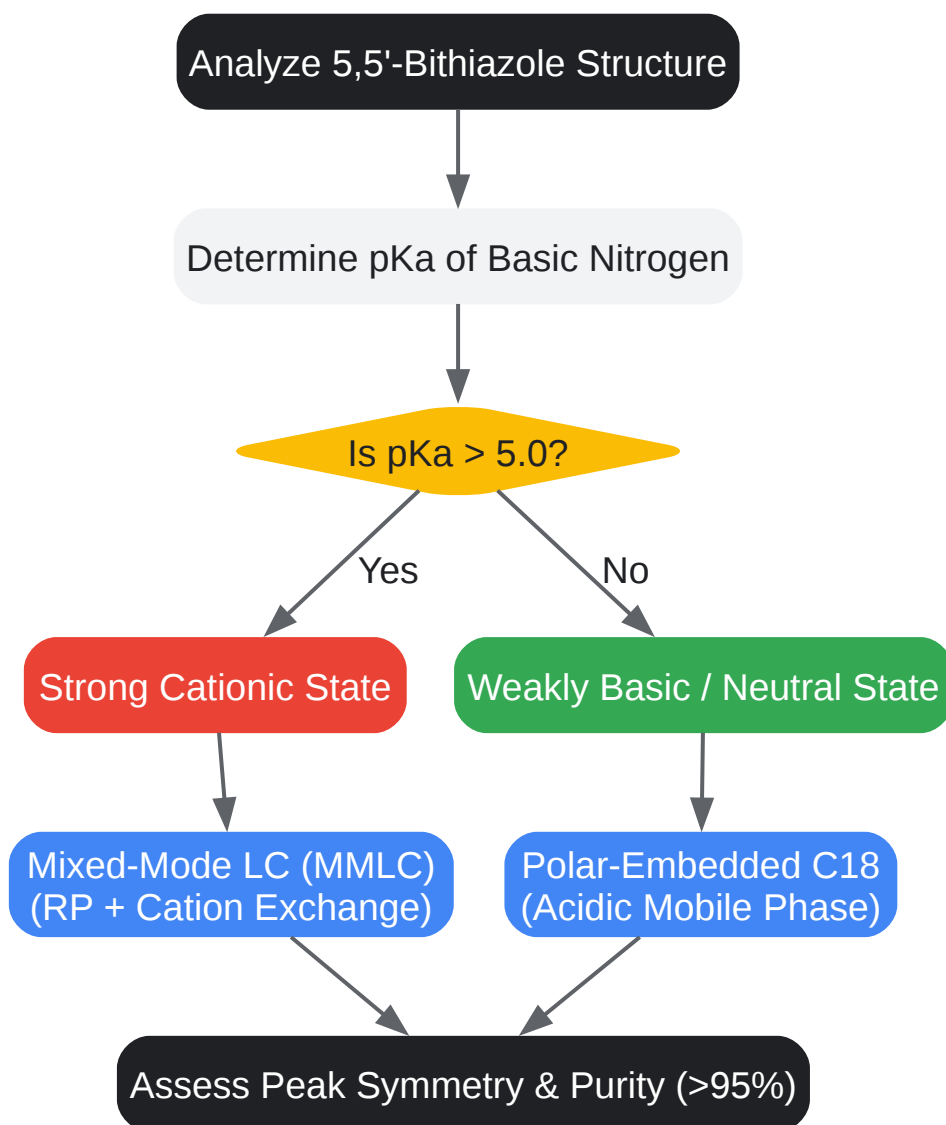 Analyze 5,5'-Bithiazole Structure
Determine pKa of Basic Nitrogen
Is pKa > 5.0?
Yes
No
Strong Cationic State
Weakly Basic / Neutral State
Mixed-Mode LC (MMLC)
(RP + Cation Exchange)
Polar-Embedded C18
(Acidic Mobile Phase)
Assess Peak Symmetry & Purity (>95%)